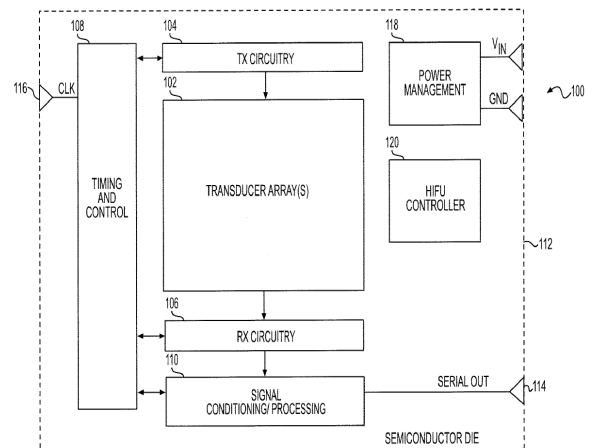 108
104
TX CIRCUITRY
118
POWER
MANAGEMENT
V_IN
GND
100
116
CLK
102
TRANSDUCER ARRAY(S)
TIMING
AND
CONTROL
120
HIFU
CONTROLLER
112
106
RX CIRCUITRY
110
SIGNAL
CONDITIONING/ PROCESSING
SERIAL OUT
114
SEMICONDUCTOR DIE